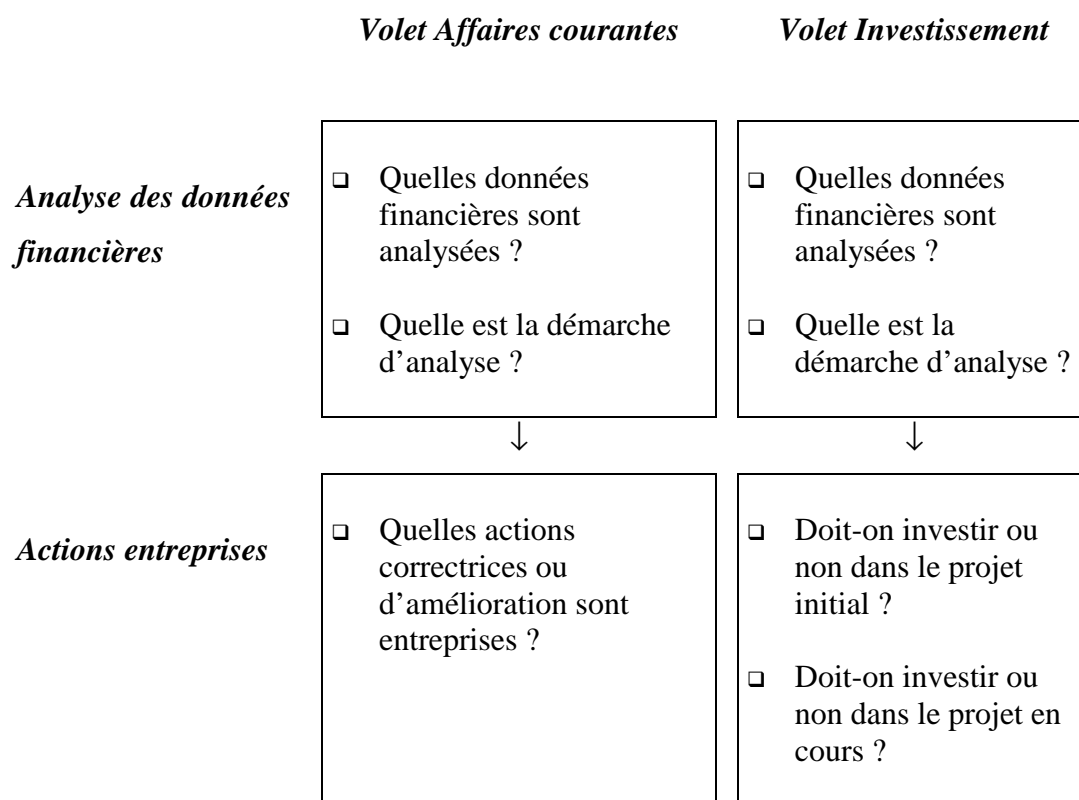 Volet Affaires courantes
Volet Investissement
Analyse des données
financières
❑ Quelles données
financières sont
analysées ?
❑ Quelle est la démarche
d’analyse ?
❑ Quelles données
financières sont
analysées ?
❑ Quelle est la
démarche d’analyse ?
↓
↓
Actions entreprises
❑ Quelles actions
correctrices ou
d’amélioration sont
entreprises ?
❑ Doit-on investir ou
non dans le projet
initial ?
❑ Doit-on investir ou
non dans le projet en
cours ?